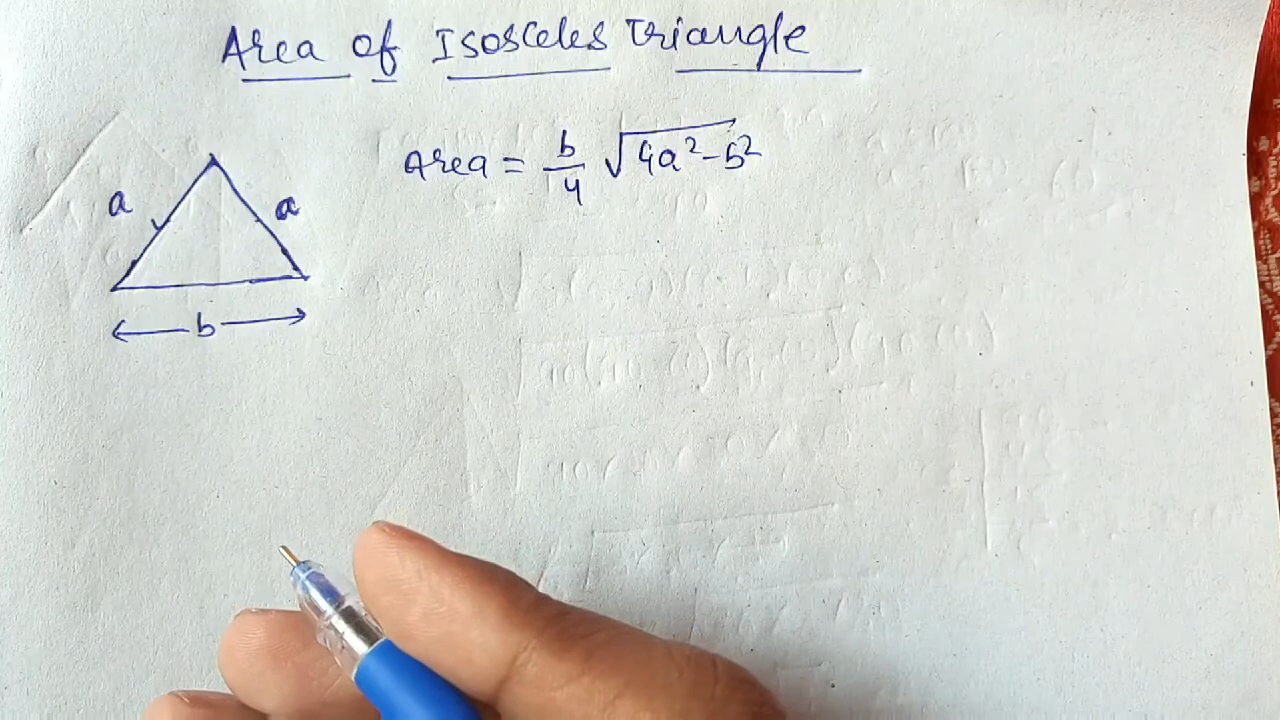 Area of Isosceles Triangle
Area = b/4 √(4a²-b²)
a a
b